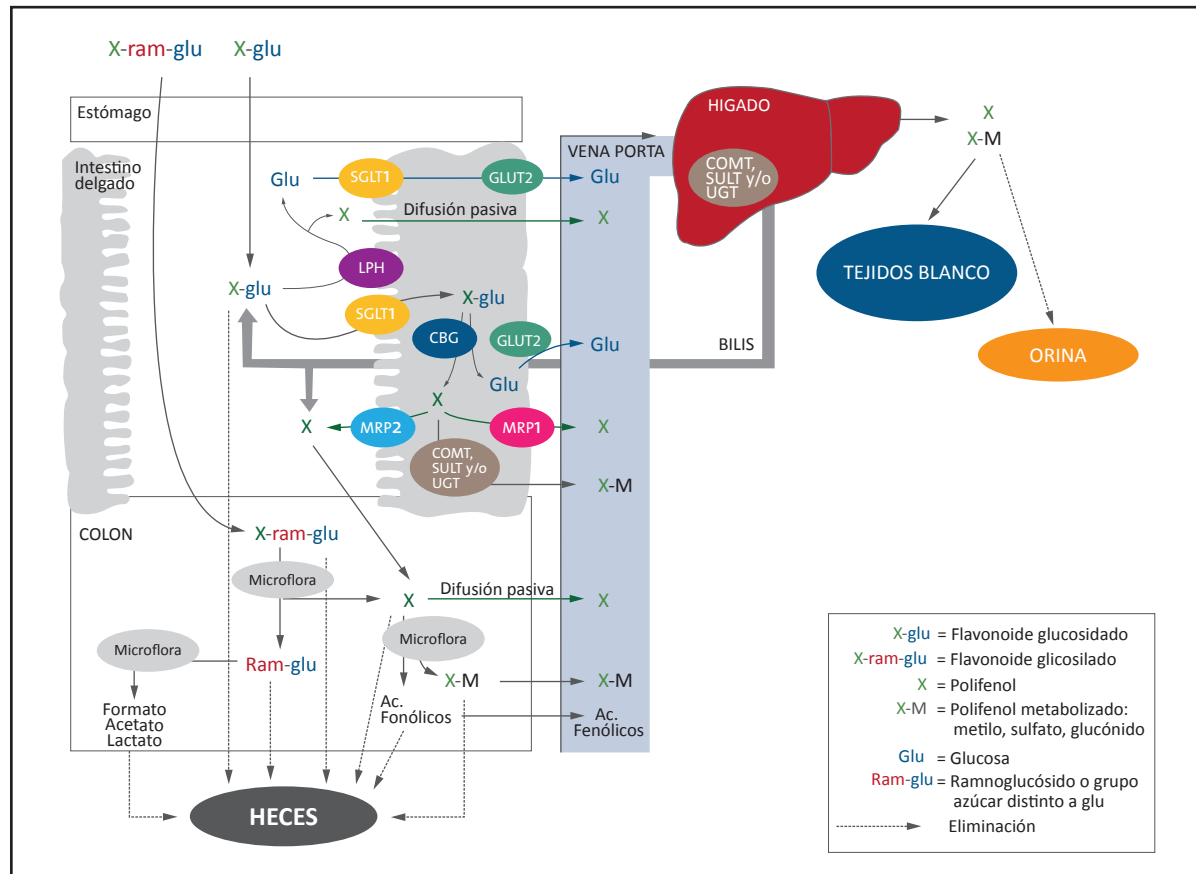 X-ram-glu
X-glu
Estómago
Intestino
delgado
Glu
SGLT1
GLUT2
Glu
X
Difusión pasiva
X
LPH
X-glu
SGLT1
X-glu
CBG
GLUT2
Glu
Glu
X
X
MRP2
MRP1
X
COMT,
SULT y/o
UGT
X-M
VENA PORTA
HIGADO
COMT,
SULT y/o
UGT
BILIS
X
X-M
TEJIDOS BLANCO
ORINA
COLON
X-ram-glu
Microflora
X
Difusión pasiva
X
Microflora
Ram-glu
Microflora
X-M
X-M
Formato
Acetato
Lactato
Ac.
Fonólicos
Ac.
Fenólicos
HECES
X-glu = Flavonoide glucosidado
X-ram-glu = Flavonoide glicosilado
X = Polifenol
X-M = Polifenol metabolizado:
metilo, sulfato, glucónido
Glu = Glucosa
Ram-glu = Ramnoglucósido o grupo
azúcar distinto a glu
Eliminación